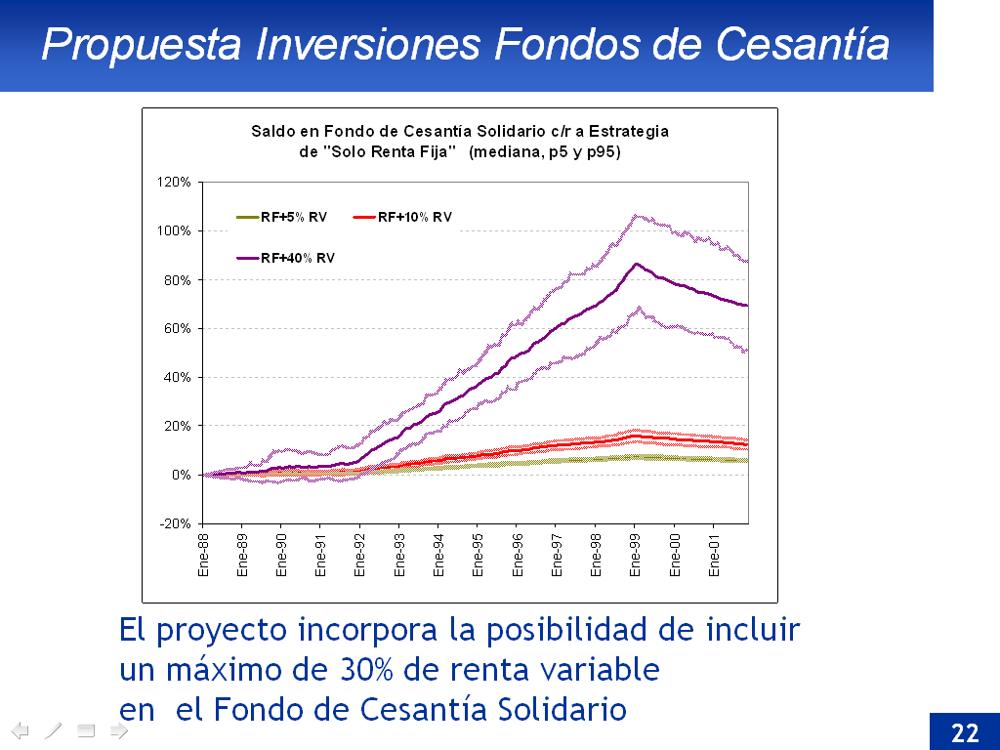 Propuesta Inversiones Fondos de Cesantía
Saldo en Fondo de Cesantía Solidario c/r a Estrategia
de "Solo Renta Fija" (mediana, p5 y p95)
120%
100%
80%
60%
40%
20%
0%
-20%
RF+5% RV
RF+10% RV
RF+40% RV
Ene-88
Ene-89
Ene-90
Ene-91
Ene-92
Ene-93
Ene-94
Ene-95
Ene-96
Ene-97
Ene-98
Ene-99
Ene-00
Ene-01
El proyecto incorpora la posibilidad de incluir
un máximo de 30% de renta variable
en el Fondo de Cesantía Solidario
22